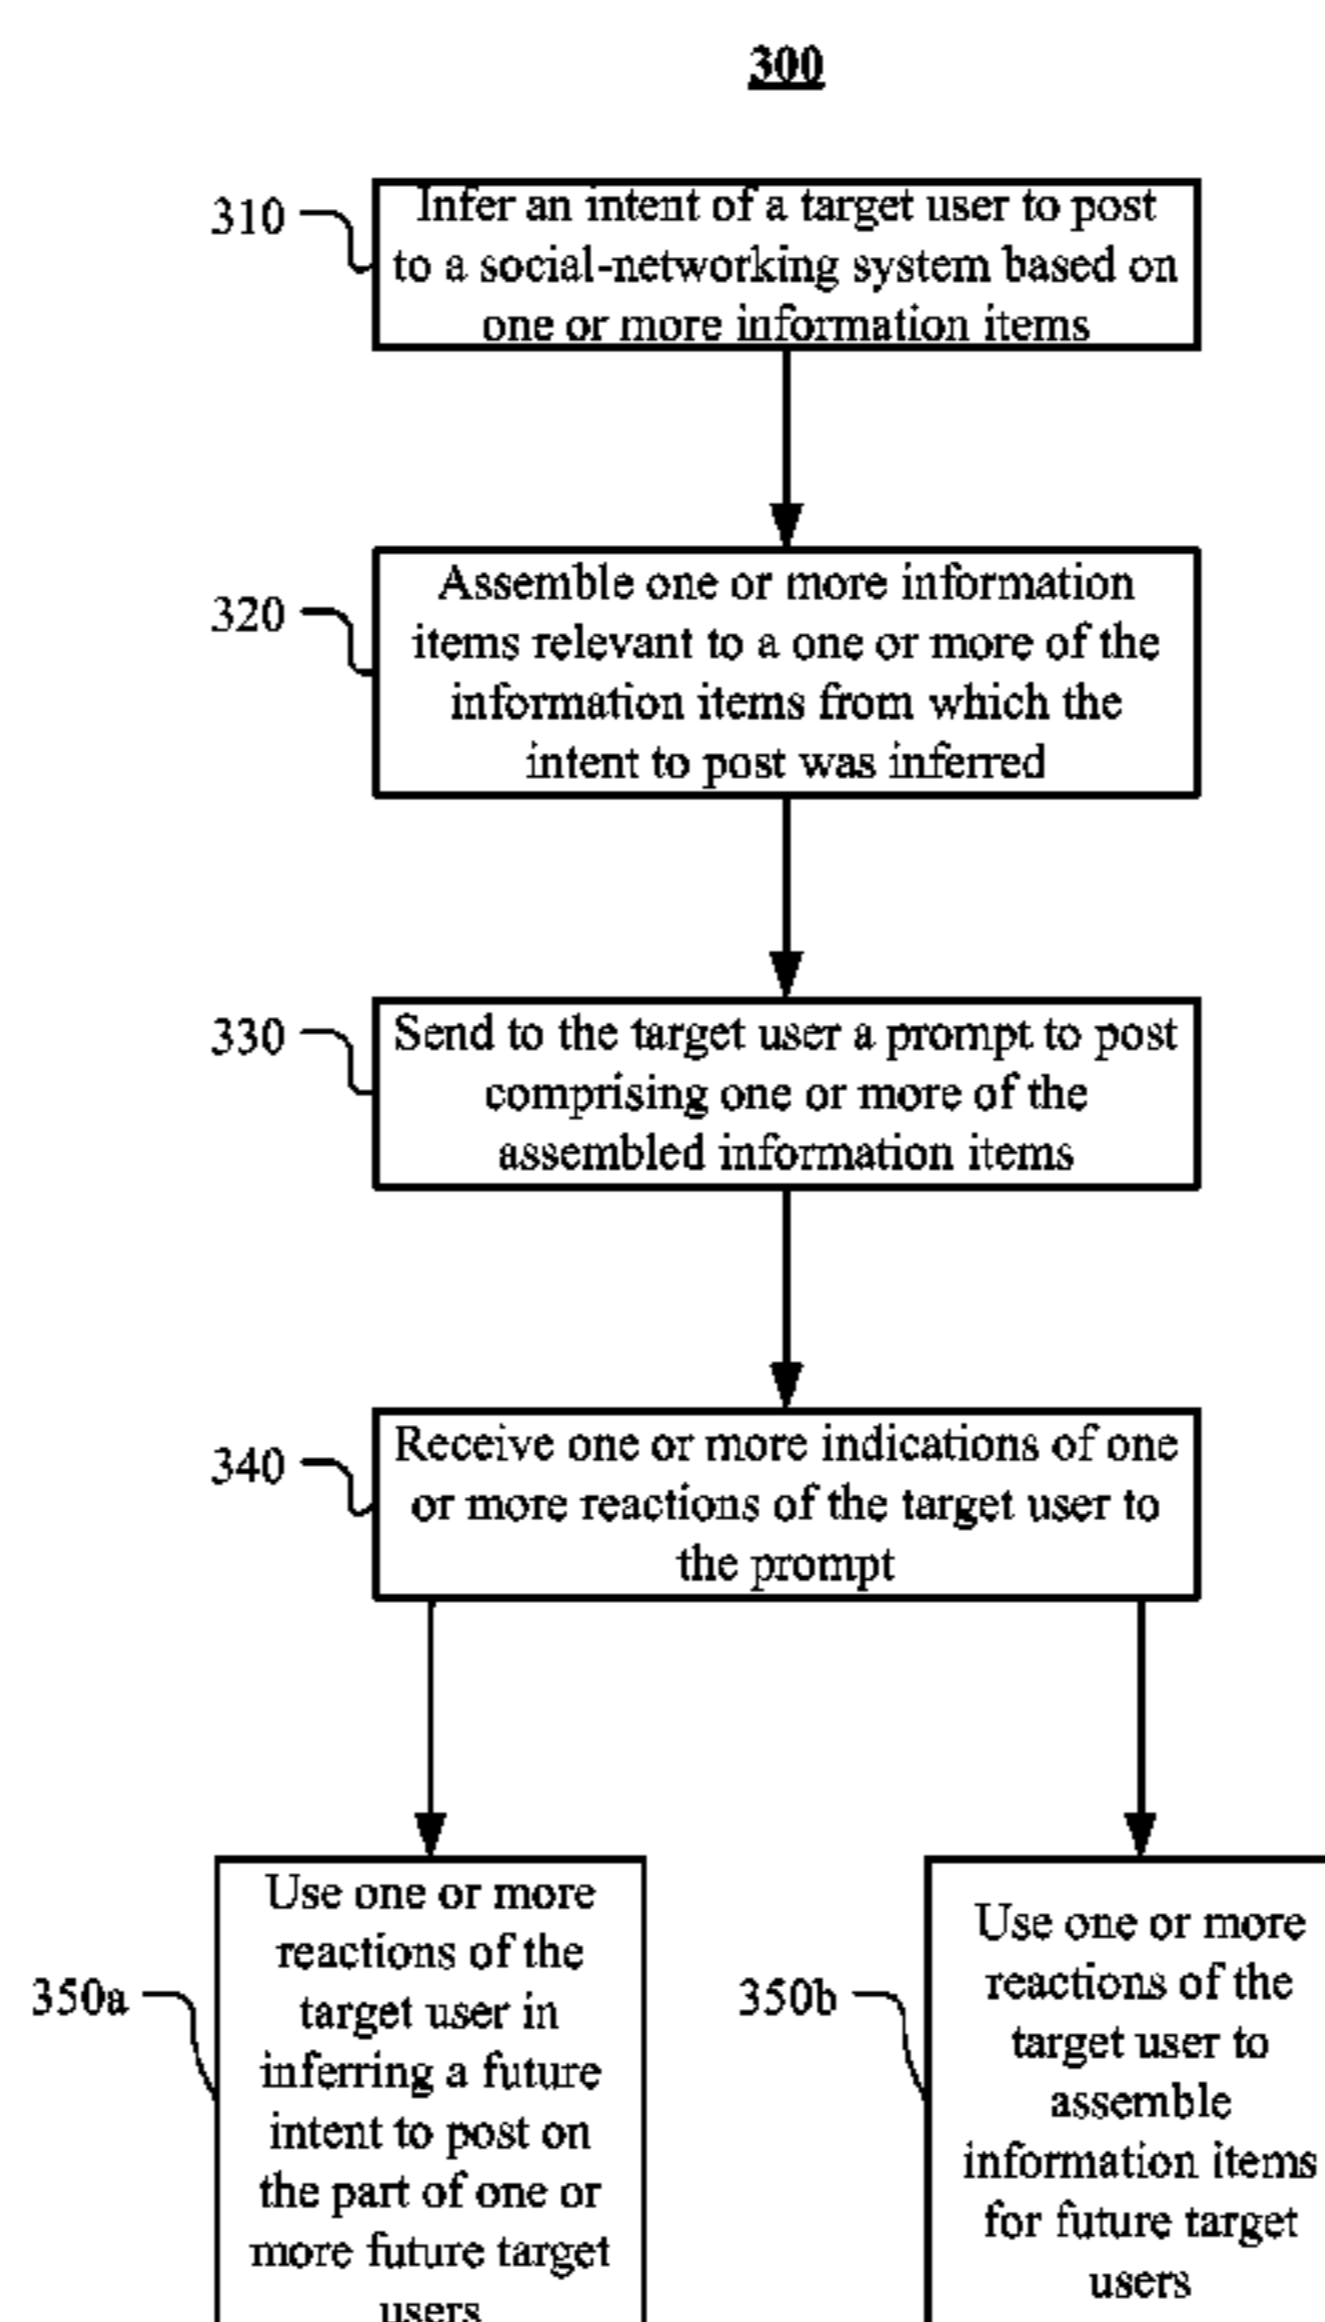 300
310
Infer an intent of a target user to post
to a social-networking system based on
one or more information items
320
Assemble one or more information
items relevant to a one or more of the
information items from which the
intent to post was inferred
330
Send to the target user a prompt to post
comprising one or more of the
assembled information items
340
Receive one or more indications of one
or more reactions of the target user to
the prompt
350a
Use one or more
reactions of the
target user in
inferring a future
intent to post on
the part of one or
more future target
users
350b
Use one or more
reactions of the
target user to
assemble
information items
for future target
users